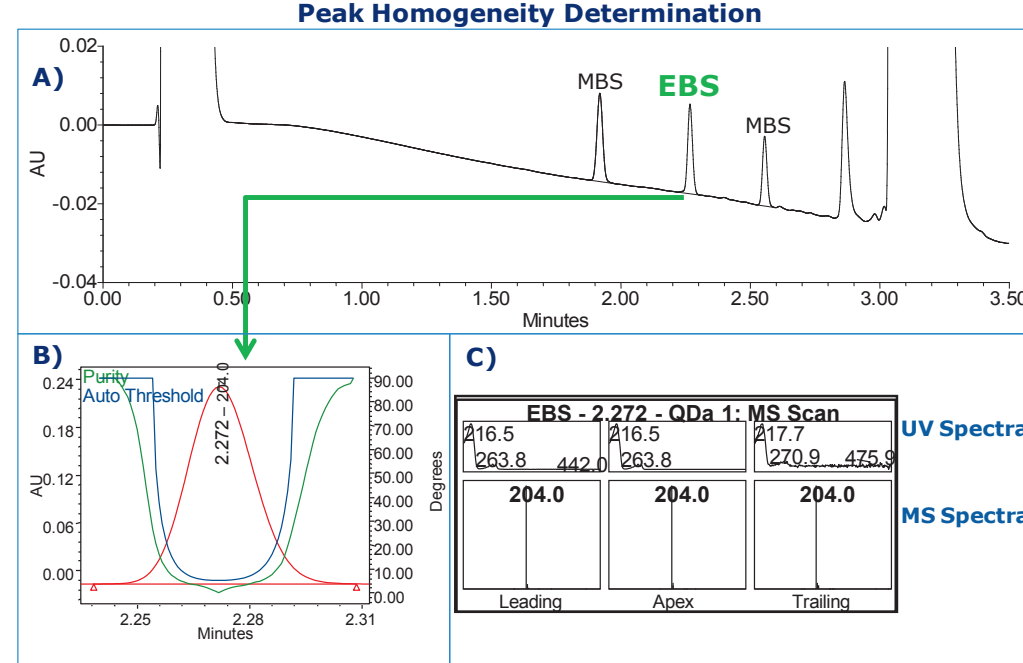 Peak Homogeneity Determination
A)
0.02
0.00
-0.02
-0.04
AU
MBS
EBS
MBS
0.00
0.50
1.00
1.50
2.00
2.50
3.00
3.50
Minutes
B)
Purity
Auto Threshold
2.272 – 204.0
0.24
0.18
0.12
0.06
0.00
AU
90.00
80.00
70.00
60.00
50.00
40.00
30.00
20.00
10.00
0.00
Degrees
2.25
2.28
2.31
Minutes
C)
EBS - 2.272 - QDa 1: MS Scan
216.5
263.8
442.0
216.5
263.8
217.7
270.9
475.9
UV Spectra
204.0
204.0
204.0
MS Spectra
Leading
Apex
Trailing